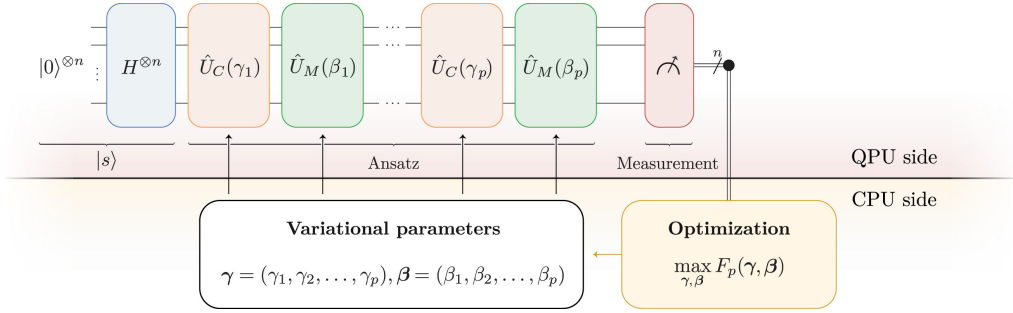 |0⟩^{⊗n}
⋮
H^{⊗n}
Û_C(γ_1)
Û_M(β_1)
⋯
⋯
Û_C(γ_p)
Û_M(β_p)
n
|s⟩
Ansatz
Measurement
QPU side
CPU side
Variational parameters
𝜸 = (γ_1, γ_2, . . . , γ_p), 𝜷 = (β_1, β_2, . . . , β_p)
Optimization
max F_p(𝜸, 𝜷)
𝜸,𝜷